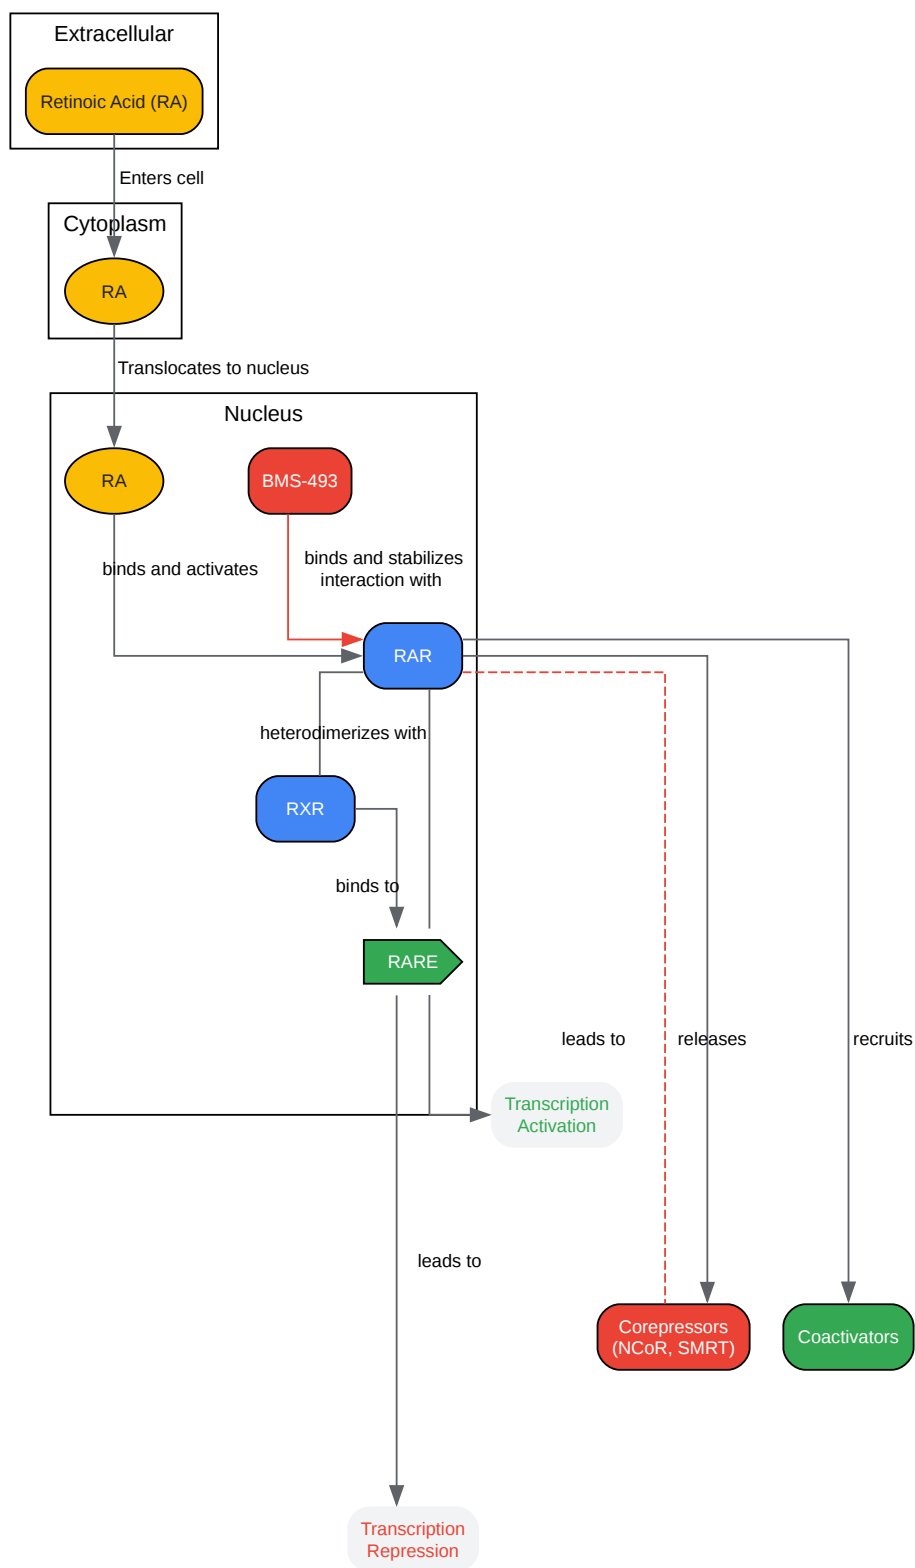 Extracellular
Retinoic Acid (RA)
Enters cell
Cytoplasm
RA
Translocates to nucleus
Nucleus
RA
BMS-493
binds and activates
binds and stabilizes
interaction with
RAR
heterodimerizes with
RXR
binds to
RARE
leads to
releases
recruits
Transcription
Activation
leads to
Corepressors
(NCoR, SMRT)
Coactivators
Transcription
Repression